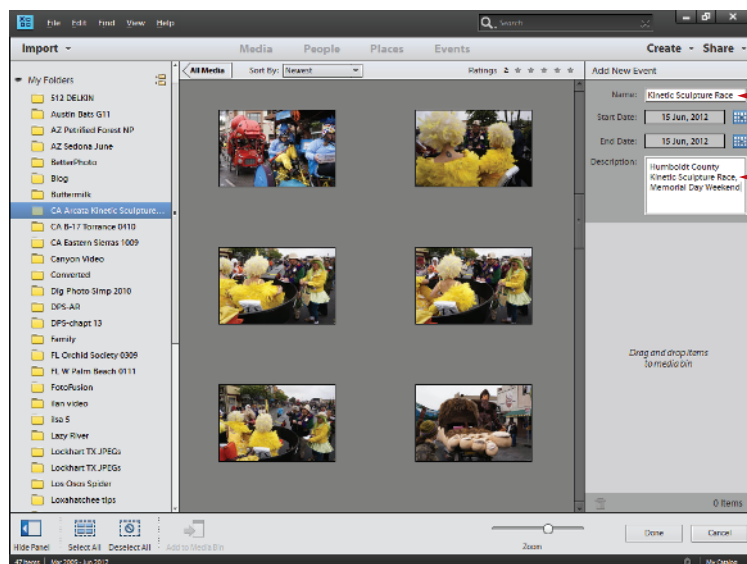 File Edit Find View Help
Search
Import
Media People Places Events
Create Share
My Folders
512 DELKIN
Austin Bats G11
AZ Petrified Forest NP
AZ Sedona June
BetterPhoto
Blog
Buttermilk
CA Arcata Kinetic Sculpture...
CA B-17 Torrance 0410
CA Eastern Sierras 1009
Canyon Video
Converted
Dig Photo Simp 2010
DPS-AR
DPS-chapt 13
Family
FL Orchid Society 0309
FL W Palm Beach 0111
FotoFusion
ilan video
ilsa 5
Lazy River
Lockhart TX JPEGs
Lockhart TX JPEGs
Los Osos Spider
Loxahatchee tips
All Media Sort By: Newest Ratings ≥
Add New Event
Name: Kinetic Sculpture Race
Start Date: 15 Jun, 2012
End Date: 15 Jun, 2012
Description: Humboldt County
Kinetic Sculpture Race,
Memorial Day Weekend
Drag and drop items
to media bin
0 Items
Hide Panel Select All Deselect All Add to Media Bin
Zoom
Done Cancel
47 Items Mar 2005 - Jun 2012 My Catalog